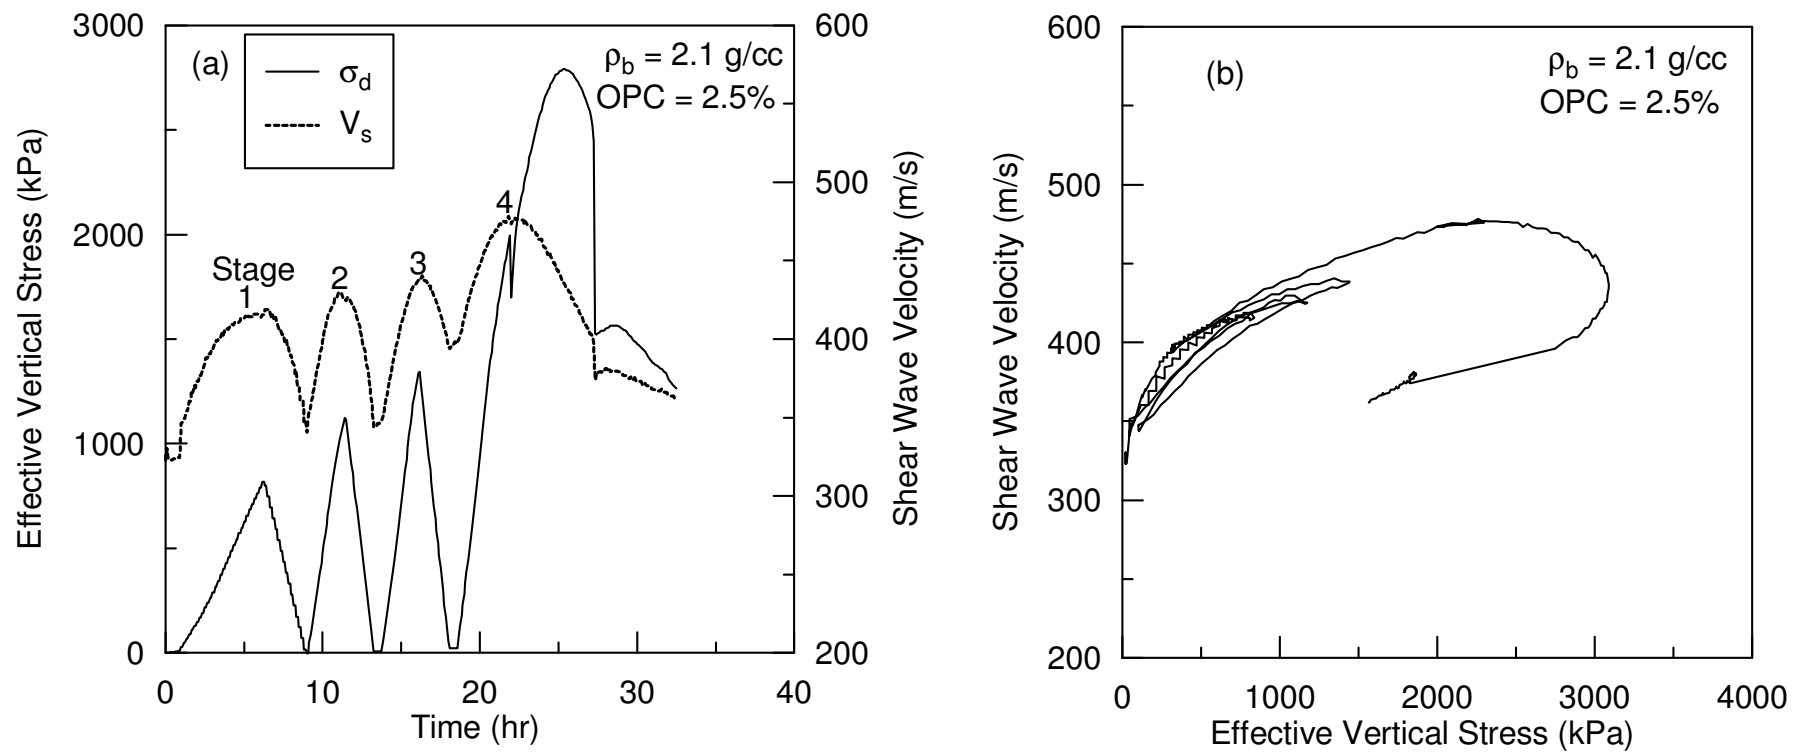 (a)
σd
Vs
ρb = 2.1 g/cc
OPC = 2.5%
Stage
1
2
3
4
3000
2000
1000
0
Effective Vertical Stress (kPa)
600
500
400
300
200
Shear Wave Velocity (m/s)
0 10 20 30 40
Time (hr)
(b)
ρb = 2.1 g/cc
OPC = 2.5%
600
500
400
300
200
Shear Wave Velocity (m/s)
0 1000 2000 3000 4000
Effective Vertical Stress (kPa)